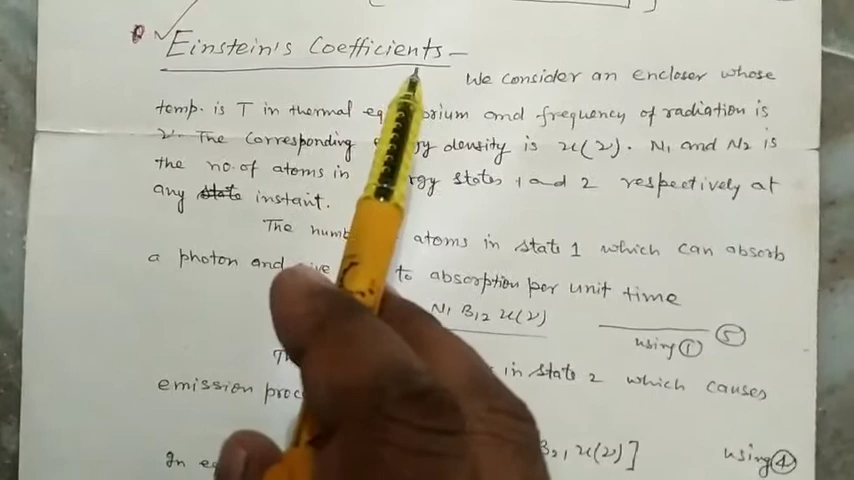 Einstein's Coefficients —
We consider an encloser whose
temp. is T in thermal eq orium and frequency of radiation is
ν. The corresponding gy density is u(ν). N1 and N2 is
the no. of atoms in rgy states 1 and 2 respectively at
any state instant.
The numb atoms in state 1 which can absorb
a photon and ive to absorption per unit time
N1 B12 u(ν) ⑤
using ①
in state 2 which causes
emission proc
B21 u(ν)] using ④
In eq